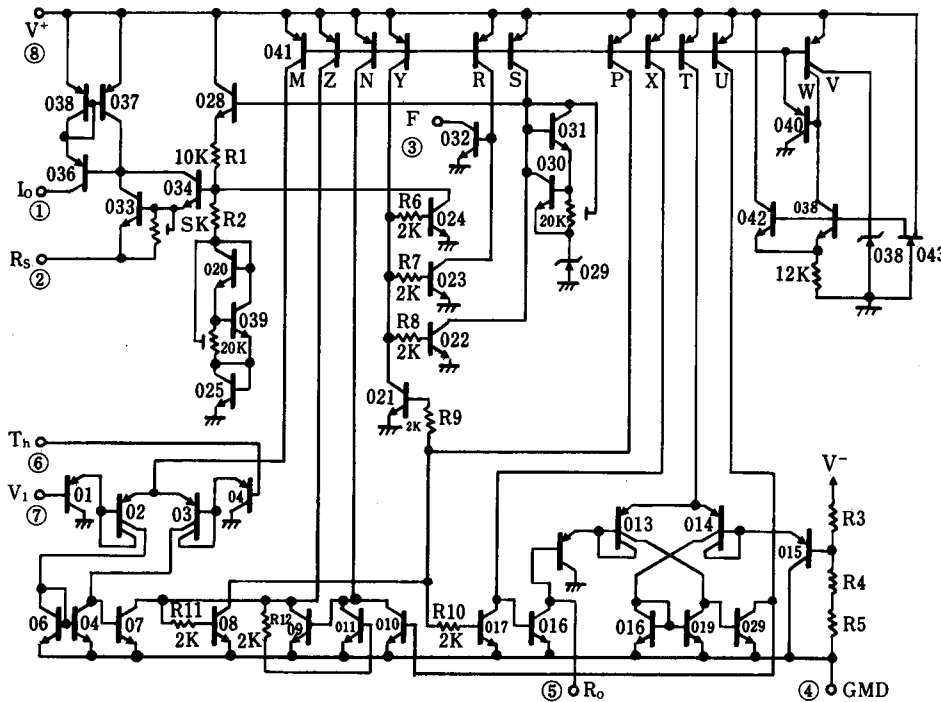 V⁺
⑧
041
M
Z
N
Y
R
S
P
X
T
U
W
V
038
037
028
F
③
032
031
040
030
036
10K
R1
034
I₀
①
033
SK
R2
R6
2K
024
20K
042
038
R7
2K
023
029
038
043
Rs
②
020
12K
039
R8
2K
022
20K
025
021
2K
R9
Th
⑥
V⁻
V₁
⑦
01
02
03
04
013
014
015
R3
R4
R5
06
04
07
R11
2K
08
2K
R12
09
011
010
R10
2K
017
016
016
019
029
⑤
R₀
④
GMD